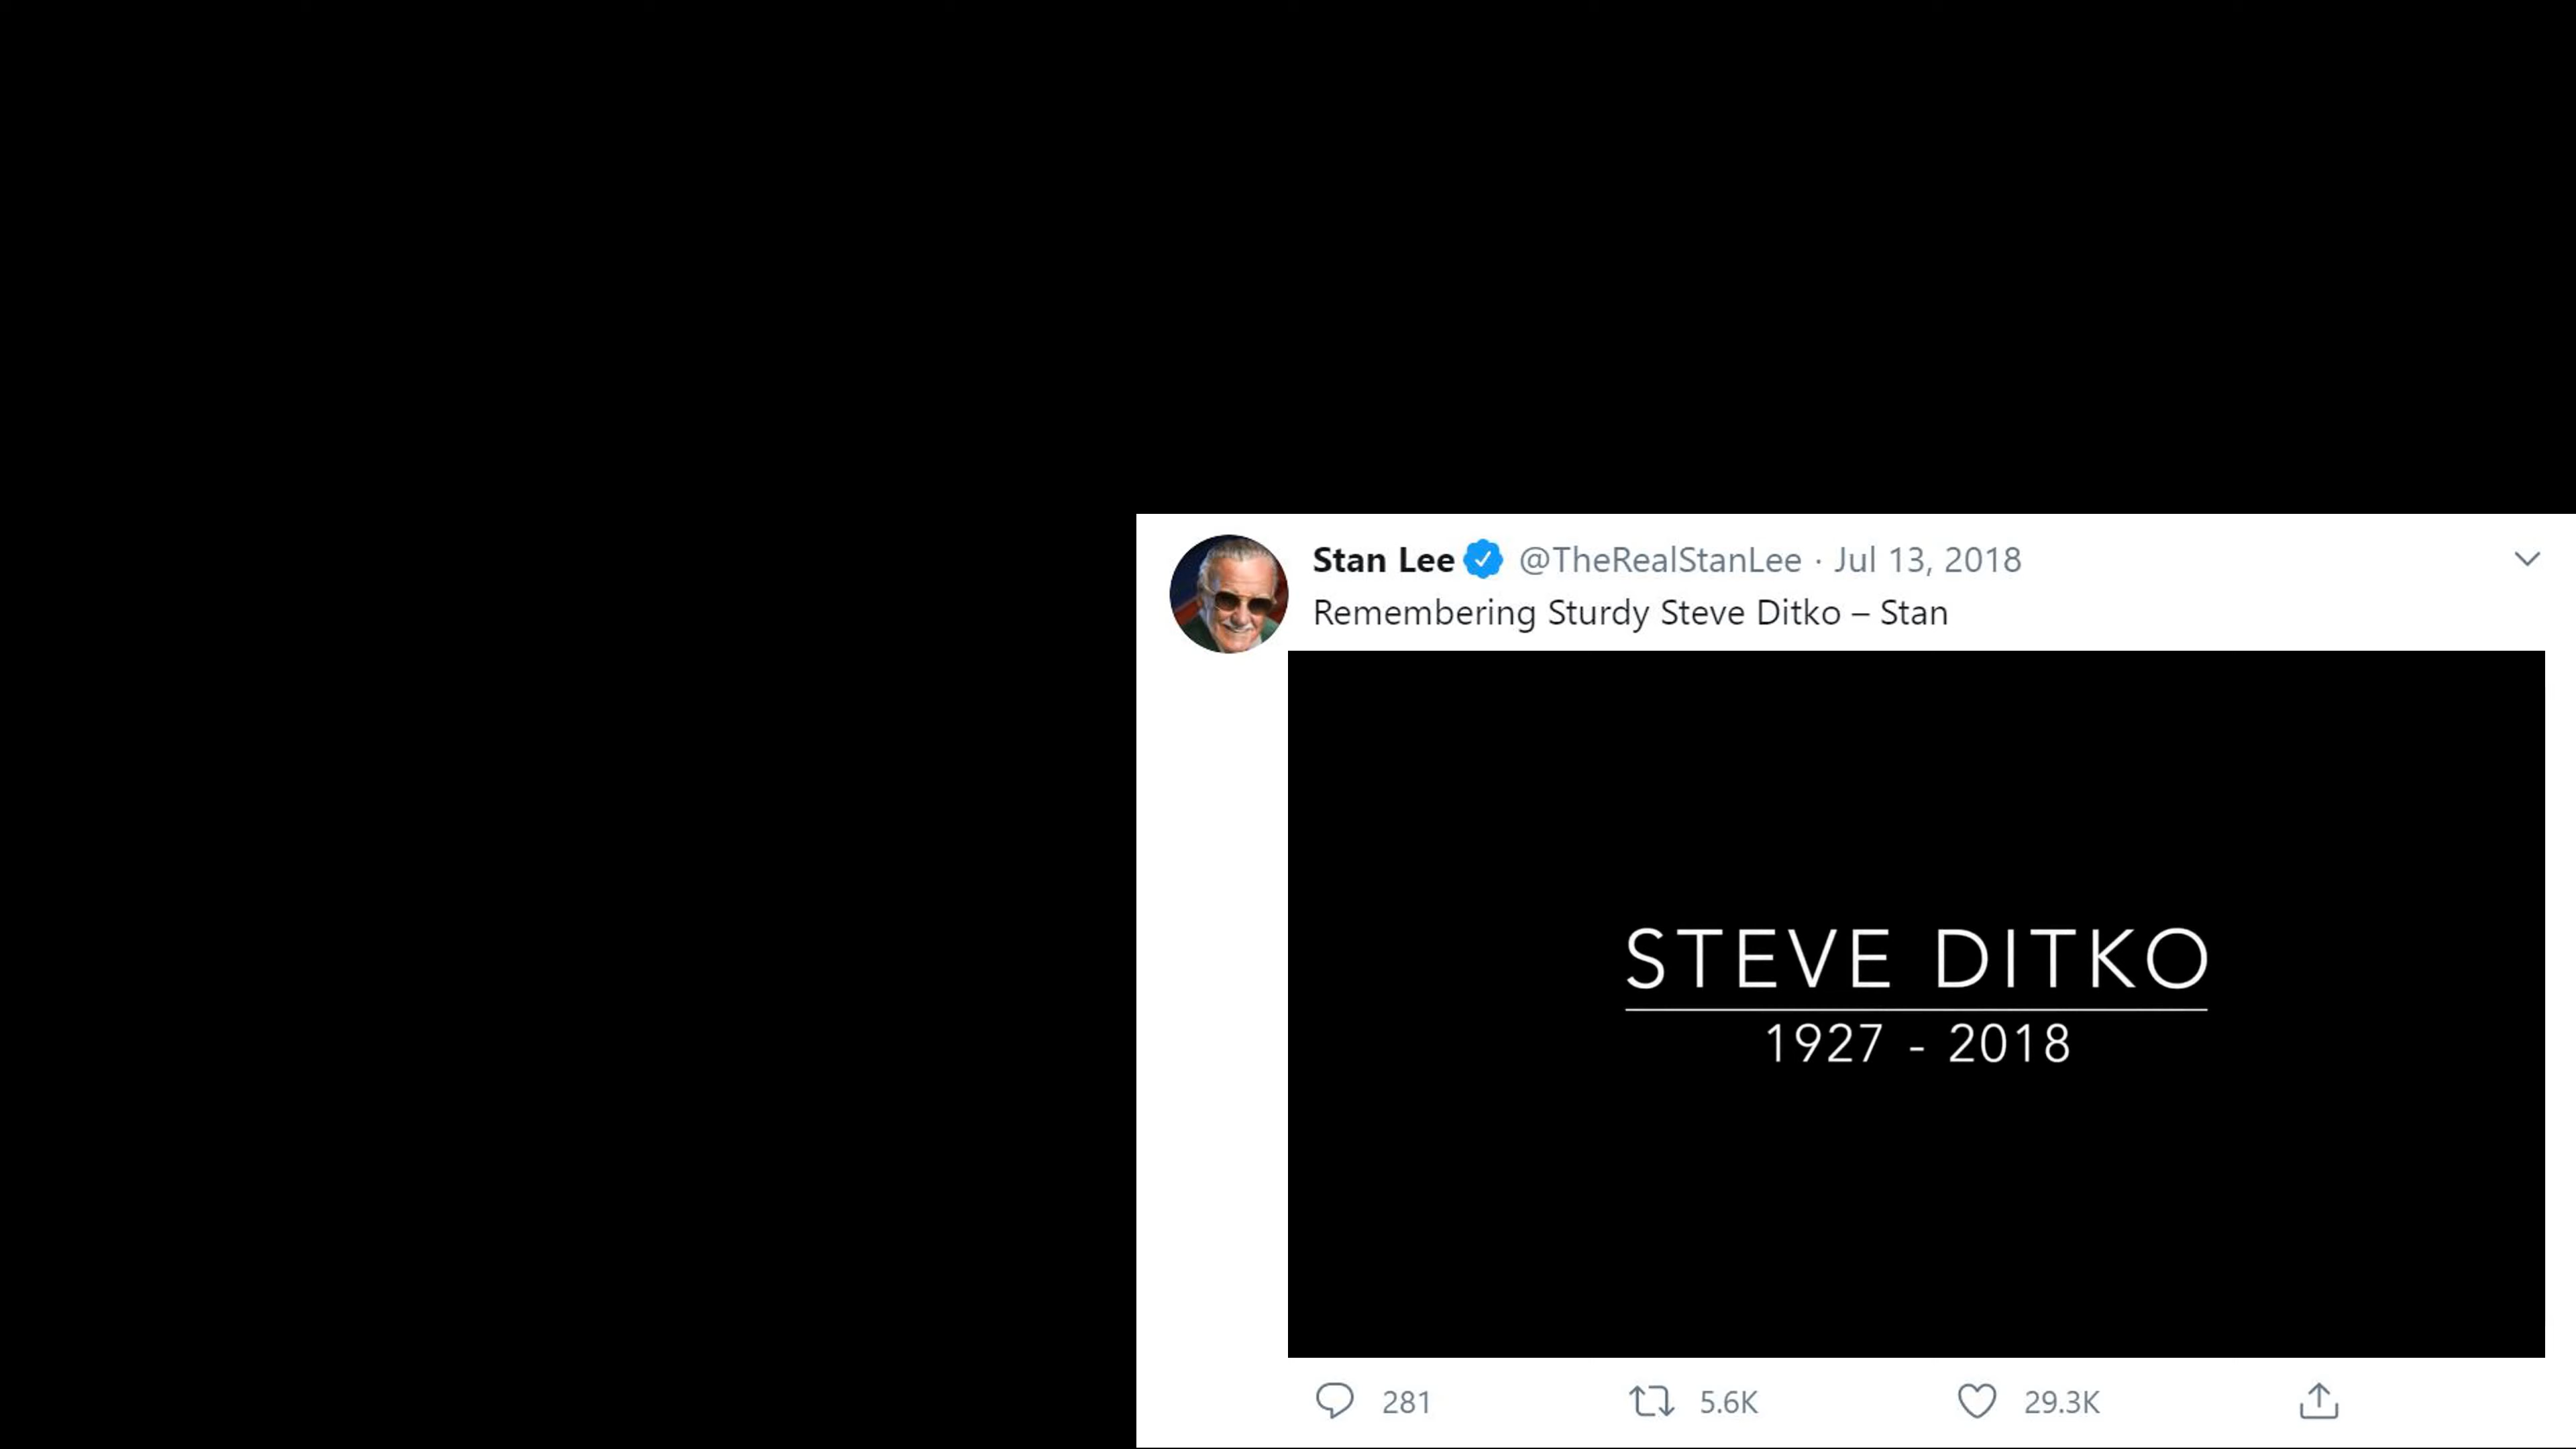 Stan Lee @TheRealStanLee · Jul 13, 2018
Remembering Sturdy Steve Ditko – Stan
STEVE DITKO
1927 - 2018
281 5.6K 29.3K